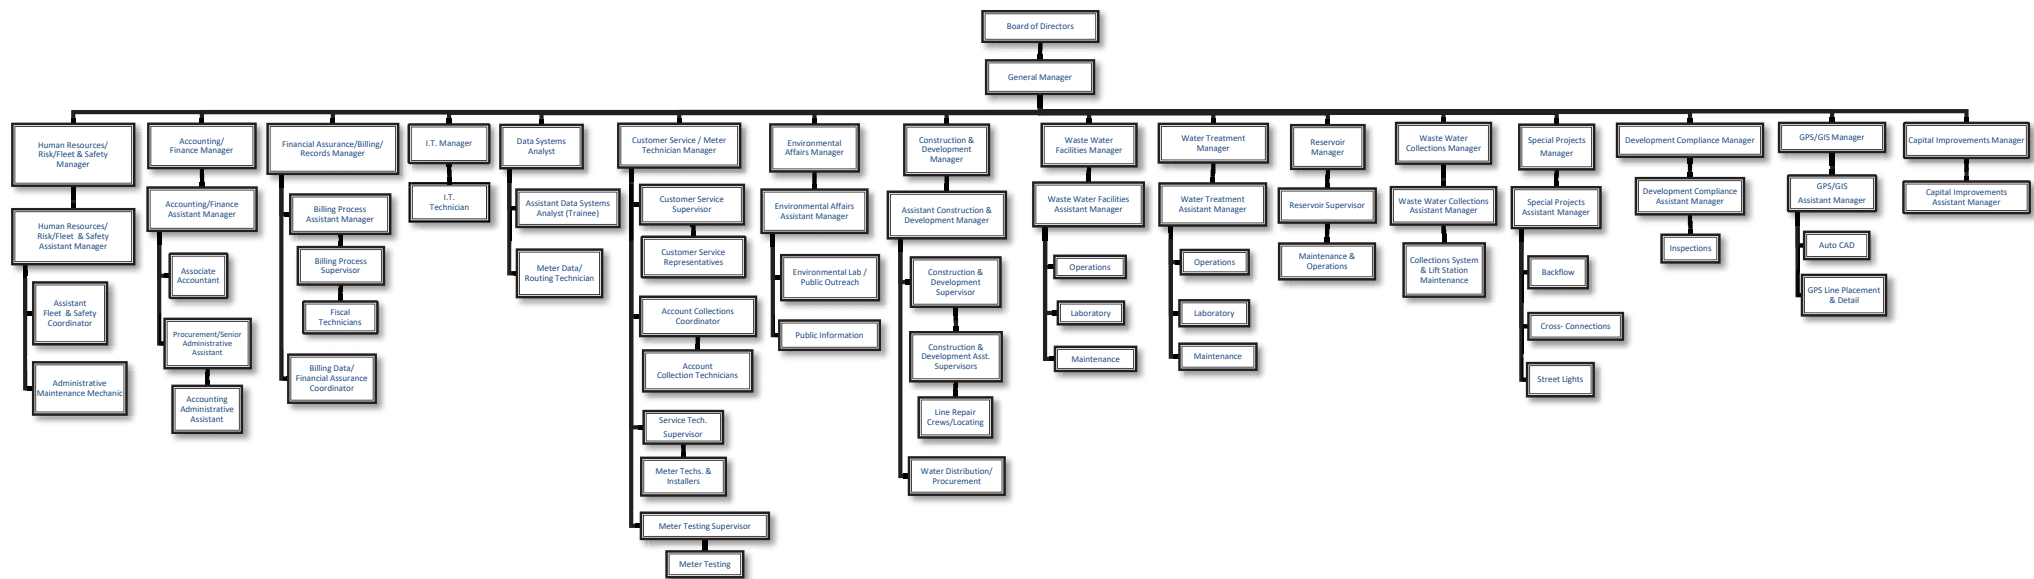 Board of Directors
General Manager
Human Resources/
Risk/Fleet & Safety
Manager
Human Resources/
Risk/Fleet & Safety
Assistant Manager
Assistant
Fleet & Safety
Coordinator
Administrative
Maintenance Mechanic
Accounting/
Finance Manager
Accounting/Finance
Assistant Manager
Associate
Accountant
Procurement/Senior
Administrative
Assistant
Accounting
Administrative
Assistant
Financial Assurance/Billing/
Records Manager
Billing Process
Assistant Manager
Billing Process
Supervisor
Fiscal
Technicians
Billing Data/
Financial Assurance
Coordinator
I.T. Manager
I.T.
Technician
Data Systems
Analyst
Assistant Data Systems
Analyst (Trainee)
Meter Data/
Routing Technician
Customer Service / Meter
Technician Manager
Customer Service
Supervisor
Customer Service
Representatives
Account Collections
Coordinator
Account
Collection Technicians
Service Tech.
Supervisor
Meter Techs. &
Installers
Meter Testing Supervisor
Meter Testing
Environmental
Affairs Manager
Environmental Affairs
Assistant Manager
Environmental Lab /
Public Outreach
Public Information
Construction &
Development
Manager
Assistant Construction &
Development Manager
Construction &
Development
Supervisor
Construction &
Development Asst.
Supervisors
Line Repair
Crews/Locating
Water Distribution/
Procurement
Waste Water
Facilities Manager
Waste Water Facilities
Assistant Manager
Operations
Laboratory
Maintenance
Water Treatment
Manager
Water Treatment
Assistant Manager
Operations
Laboratory
Maintenance
Reservoir
Manager
Reservoir Supervisor
Maintenance &
Operations
Waste Water
Collections Manager
Waste Water Collections
Assistant Manager
Collections System
& Lift Station
Maintenance
Special Projects
Manager
Special Projects
Assistant Manager
Backflow
Cross- Connections
Street Lights
Development Compliance Manager
Development Compliance
Assistant Manager
Inspections
GPS/GIS Manager
GPS/GIS
Assistant Manager
Auto CAD
GPS Line Placement
& Detail
Capital Improvements Manager
Capital Improvements
Assistant Manager